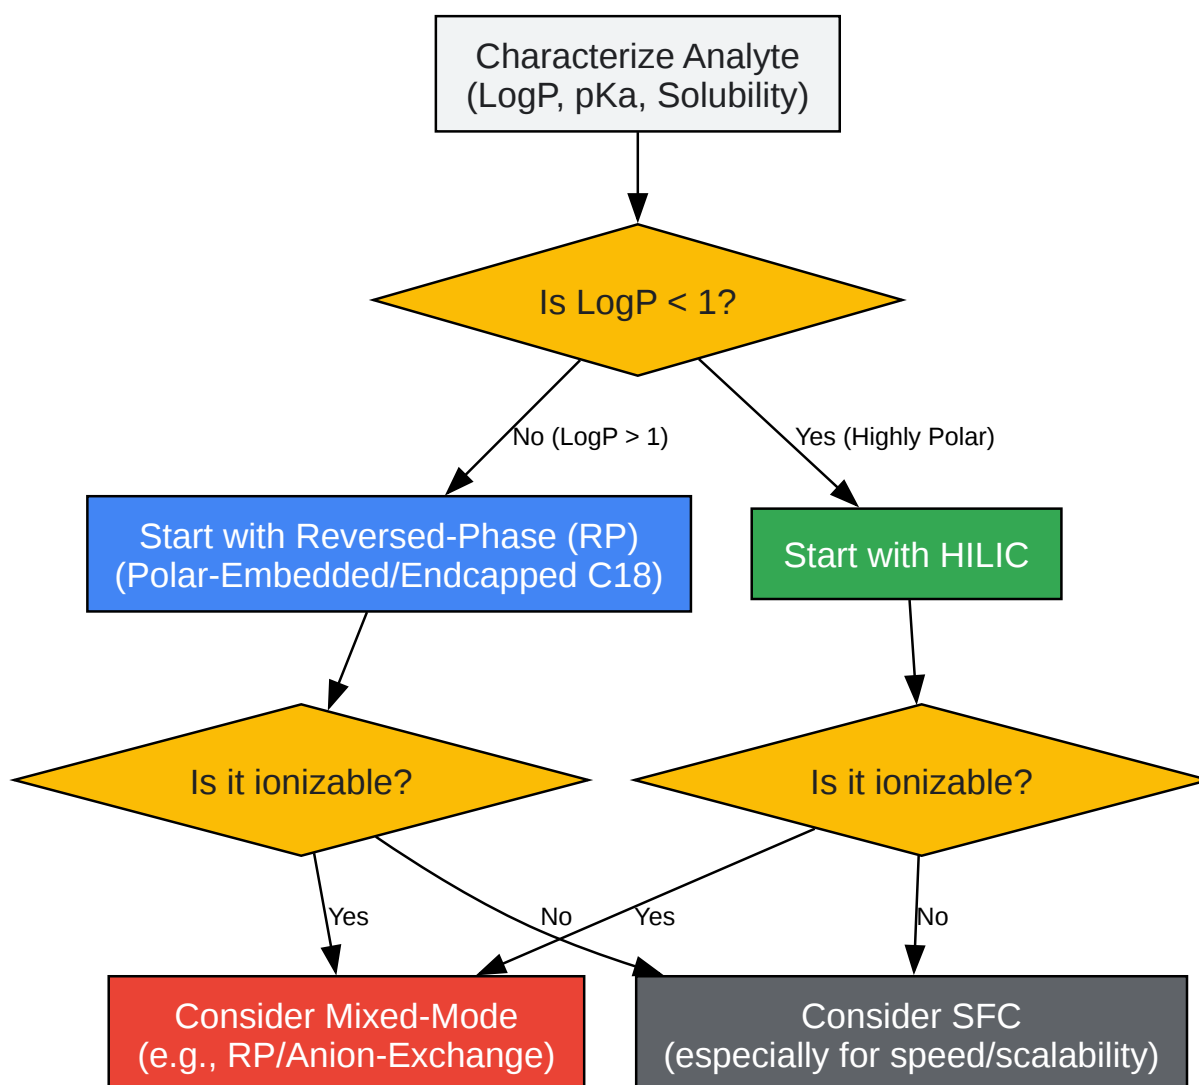 Characterize Analyte
(LogP, pKa, Solubility)
Is LogP < 1?
No (LogP > 1)
Yes (Highly Polar)
Start with Reversed-Phase (RP)
(Polar-Embedded/Endcapped C18)
Start with HILIC
Is it ionizable?
Is it ionizable?
Yes
No
Yes
No
Consider Mixed-Mode
(e.g., RP/Anion-Exchange)
Consider SFC
(especially for speed/scalability)